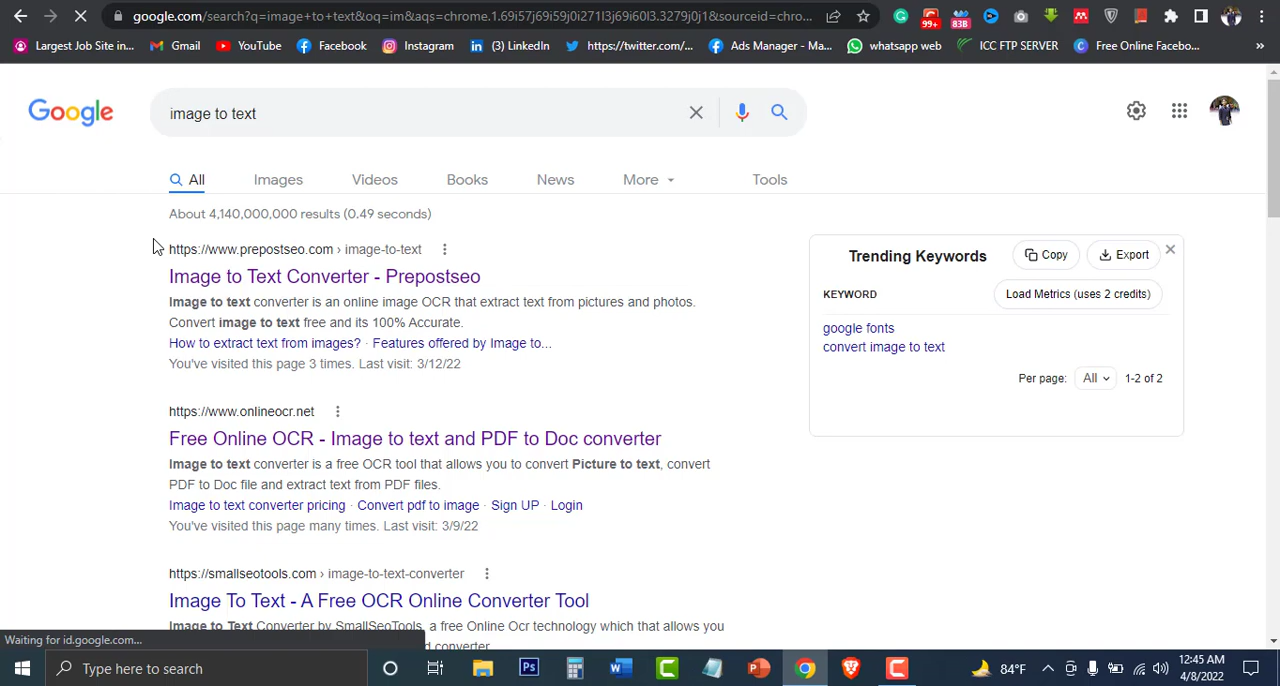 google.com/search?q=image+to+text&oq=im&aqs=chrome.1.69i57j69i59j0i271l3j69i60l3.3279j0j1&sourceid=chro...
99+
83B
Largest Job Site in...
Gmail
YouTube
Facebook
Instagram
(3) LinkedIn
https://twitter.com/...
Ads Manager - Ma...
whatsapp web
ICC FTP SERVER
Free Online Facebo...
»
Google
image to text
All
Images
Videos
Books
News
More
Tools
About 4,140,000,000 results (0.49 seconds)
https://www.prepostseo.com › image-to-text
Image to Text Converter - Prepostseo
Image to text converter is an online image OCR that extract text from pictures and photos.
Convert image to text free and its 100% Accurate.
How to extract text from images? · Features offered by Image to...
You've visited this page 3 times. Last visit: 3/12/22
https://www.onlineocr.net
Free Online OCR - Image to text and PDF to Doc converter
Image to text converter is a free OCR tool that allows you to convert Picture to text, convert
PDF to Doc file and extract text from PDF files.
Image to text converter pricing · Convert pdf to image · Sign UP · Login
You've visited this page many times. Last visit: 3/9/22
https://smallseotools.com › image-to-text-converter
Image To Text - A Free OCR Online Converter Tool
Image to Text Converter by SmallSeoTools, a free Online Ocr technology which that allows you
d converter
Trending Keywords
Copy
Export
KEYWORD
Load Metrics (uses 2 credits)
google fonts
convert image to text
Per page:
All
1-2 of 2
Waiting for id.google.com...
Type here to search
Ps
84°F
12:45 AM
4/8/2022